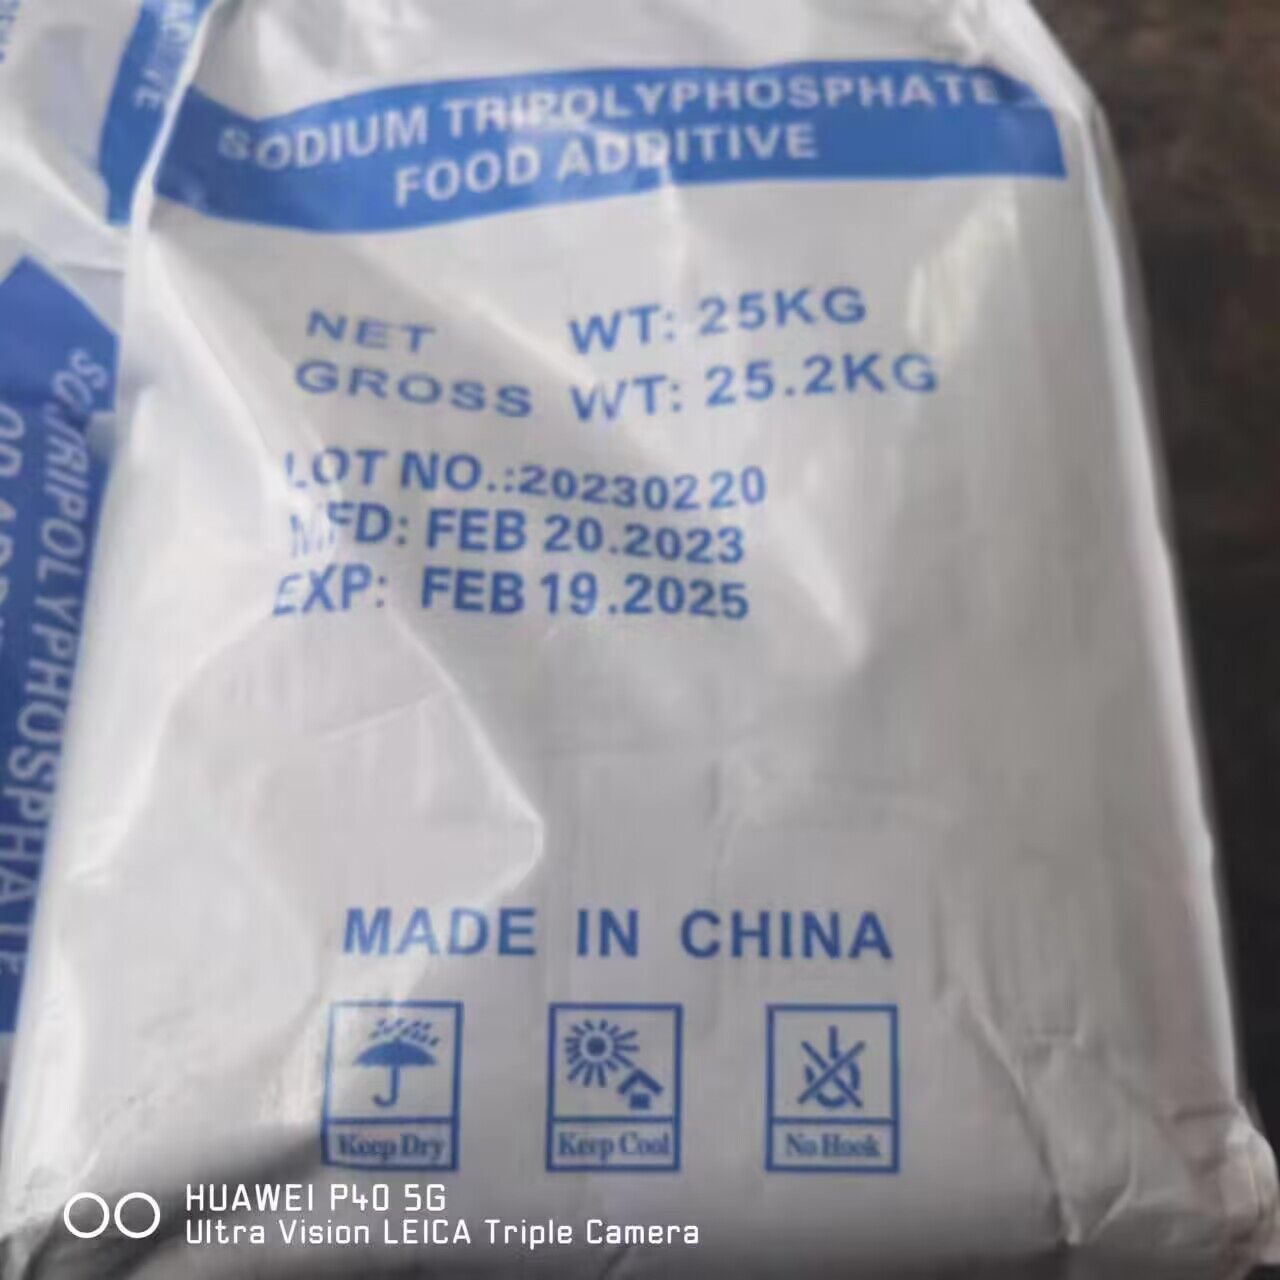 SODIUM TRIPOLYPHOSPHATE
FOOD ADDITIVE
NET WT: 25KG
GROSS WT: 25.2KG
LOT NO.:20230220
MFD: FEB 20.2023
EXP: FEB 19.2025
MADE IN CHINA
Keep Dry
Keep Cool
No Hook
HUAWEI P40 5G
Ultra Vision LEICA Triple Camera